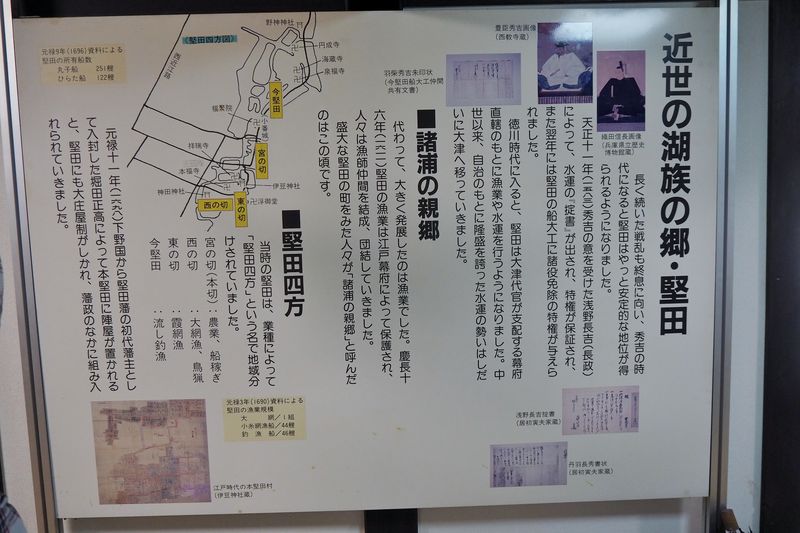 近世の湖族の郷・堅田
長く続いた戦乱も終息に向い、秀吉の時
代になると堅田はやっと安定的な地位が得
られるようになりました。
天正十一年(一五八三)秀吉の意を受けた浅野長吉(長政)
によって、水運の「掟書」が出され、特権が保証され、
また翌年には堅田の船大工に諸役免除の特権が与えら
れました。
徳川時代に入ると、堅田は大津代官が支配する幕府
直轄のもとに漁業や水運を行うようになりました。中
世以来、自治のもとに隆盛を誇った水運の勢いはしだ
いに大津へ移っていきました。
豊臣秀吉画像
(西教寺蔵)
織田信長画像
(兵庫県立歴史
博物館蔵)
羽柴秀吉朱印状
(今堅田船大工仲間
共有文書)
浅野長吉掟書
(居初寅夫家蔵)
丹羽長秀書状
(居初寅夫家蔵)
■諸浦の親郷
代わって、大きく発展したのは漁業でした。慶長十
六年(一六一一)堅田の漁業は江戸幕府によって保護され、
人々は漁師仲間を結成、団結していきました。
盛大な堅田の町をみた人々が「諸浦の親郷」と呼んだ
のはこの頃です。
■堅田四方
当時の堅田は、業種によって
「堅田四方」という名で地域分
けされていました。
宮の切(本切):農業、船稼ぎ
西の切:大網漁、鳥猟
東の切:霞網漁
今堅田:流し釣漁
元禄十一年(一六九八)下野国から堅田藩の初代藩主とし
て入封した堀田正高によって本堅田に陣屋が置かれる
と、堅田にも大庄屋制がしかれ、藩政のなかに組み入
れられていきました。
《堅田四方図》
元禄9年(1696)資料による
堅田の所有船数
丸子船 251艘
ひらた船 122艘
野神神社
円成寺
海蔵寺
泉福寺
今堅田
西近江路
福聚院
小番城
宮の切
祥瑞寺
本福寺
伊豆神社
神田神社
浮御堂
西の切
東の切
元禄3年(1690)資料による
堅田の漁業規模
大網/1組
小糸網漁船/44艘
釣漁船/46艘
江戸時代の本堅田村
(伊豆神社蔵)